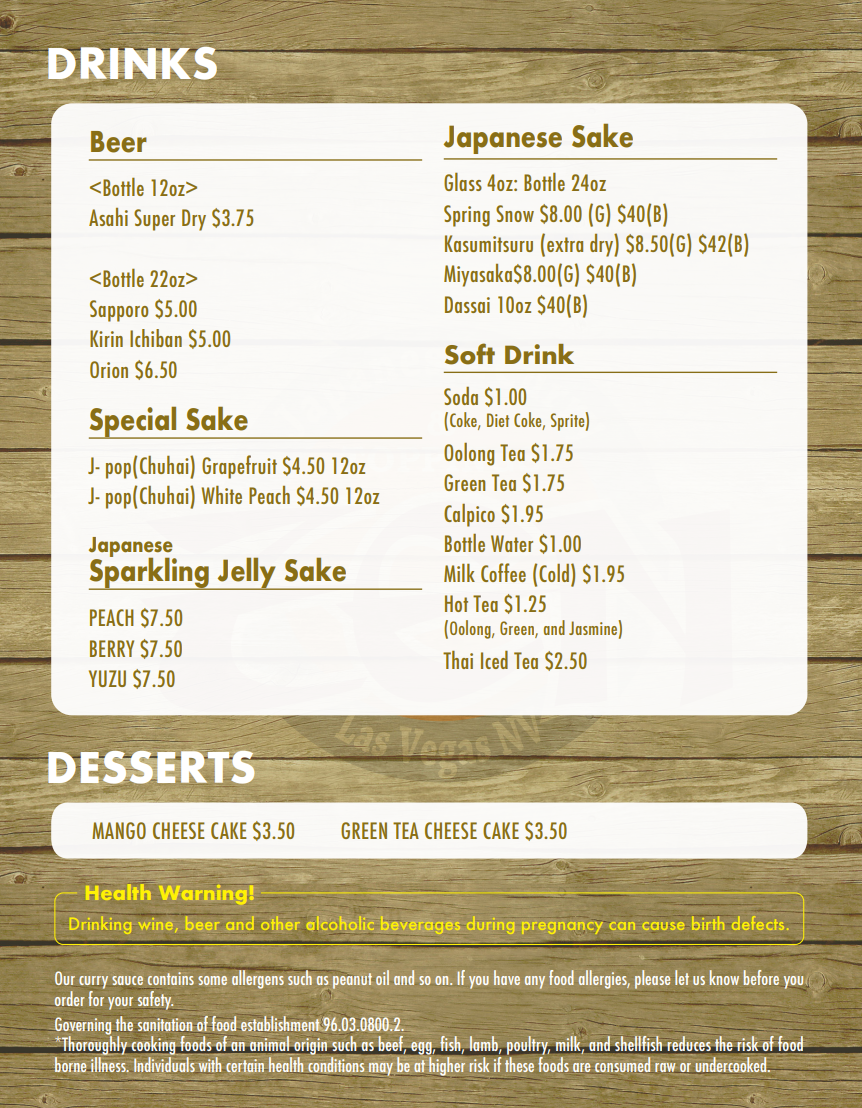 DRINKS
Beer
<Bottle 12oz>
Asahi Super Dry $3.75
<Bottle 22oz>
Sapporo $5.00
Kirin Ichiban $5.00
Orion $6.50
Special Sake
J- pop(Chuhai) Grapefruit $4.50 12oz
J- pop(Chuhai) White Peach $4.50 12oz
Japanese
Sparkling Jelly Sake
PEACH $7.50
BERRY $7.50
YUZU $7.50
Japanese Sake
Glass 4oz: Bottle 24oz
Spring Snow $8.00 (G) $40(B)
Kasumitsuru (extra dry) $8.50(G) $42(B)
Miyasaka$8.00(G) $40(B)
Dassai 10oz $40(B)
Soft Drink
Soda $1.00
(Coke, Diet Coke, Sprite)
Oolong Tea $1.75
Green Tea $1.75
Calpico $1.95
Bottle Water $1.00
Milk Coffee (Cold) $1.95
Hot Tea $1.25
(Oolong, Green, and Jasmine)
Thai Iced Tea $2.50
Las Vegas NV
DESSERTS
MANGO CHEESE CAKE $3.50 GREEN TEA CHEESE CAKE $3.50
Health Warning!
Drinking wine, beer and other alcoholic beverages during pregnancy can cause birth defects.
Our curry sauce contains some allergens such as peanut oil and so on. If you have any food allergies, please let us know before you
order for your safety.
Governing the sanitation of food establishment 96.03.0800.2.
*Thoroughly cooking foods of an animal origin such as beef, egg, fish, lamb, poultry, milk, and shellfish reduces the risk of food
borne illness. Individuals with certain health conditions may be at higher risk if these foods are consumed raw or undercooked.